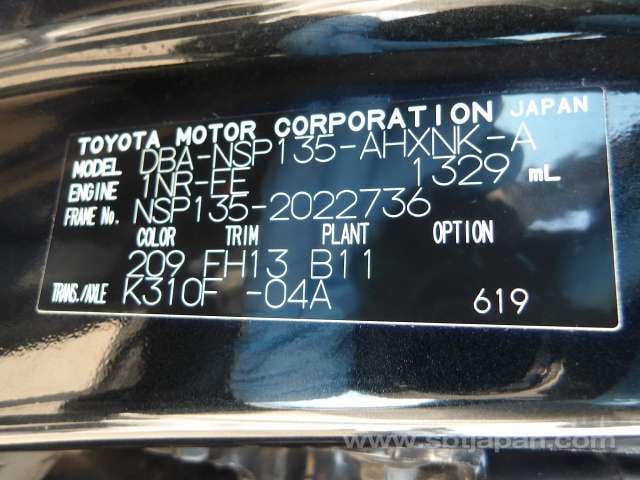 TOYOTA MOTOR CORPORATION JAPAN
MODEL DBA-NSP135-AHXNK-A
ENGINE 1NR-FE 1329 mL
FRAME No. NSP135-2022736
COLOR TRIM PLANT OPTION
209 FH13 B11
TRANS./AXLE K310F -04A 619
www.sbtjapan.com